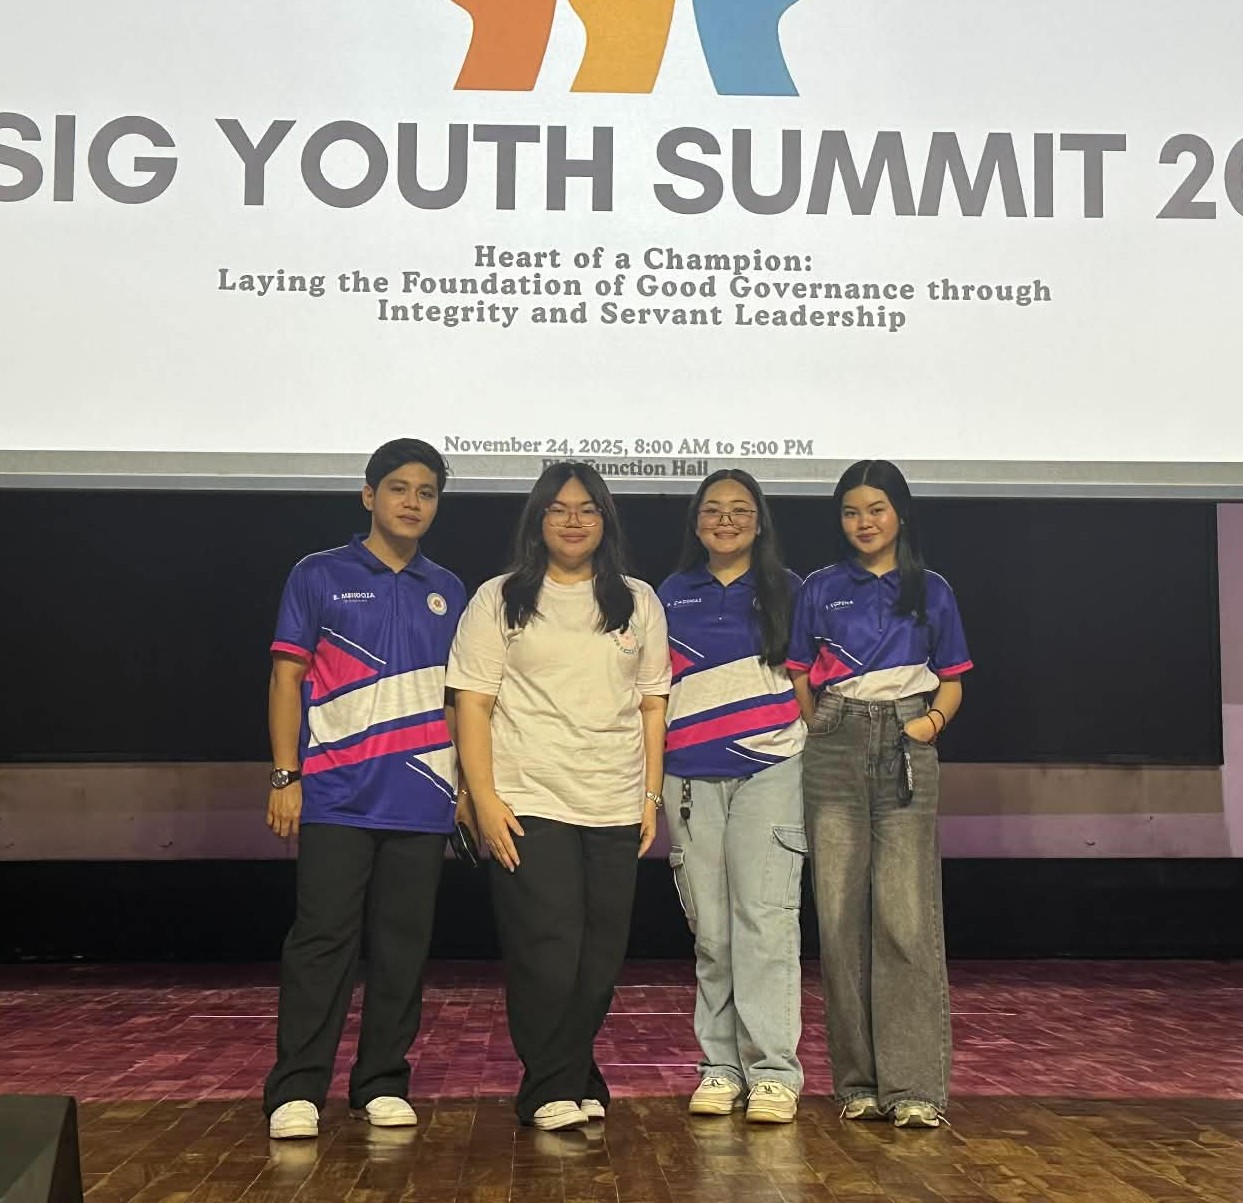 SIG YOUTH SUMMIT 20
Heart of a Champion:
Laying the Foundation of Good Governance through
Integrity and Servant Leadership
November 24, 2025, 8:00 AM to 5:00 PM
Function Hall
B. MENDOZA